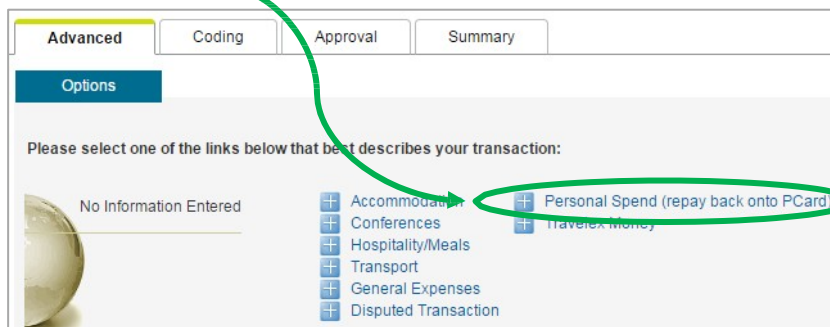 Advanced Coding Approval Summary
Options
Please select one of the links below that best describes your transaction:
No Information Entered
Accommodation
Conferences
Hospitality/Meals
Transport
General Expenses
Disputed Transaction
Personal Spend (repay back onto PCard)
Travelex Money